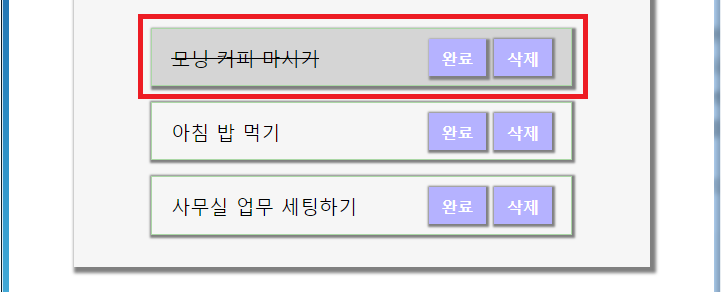 모닝 커피 마시기 완료 삭제
아침 밥 먹기 완료 삭제
사무실 업무 세팅하기 완료 삭제